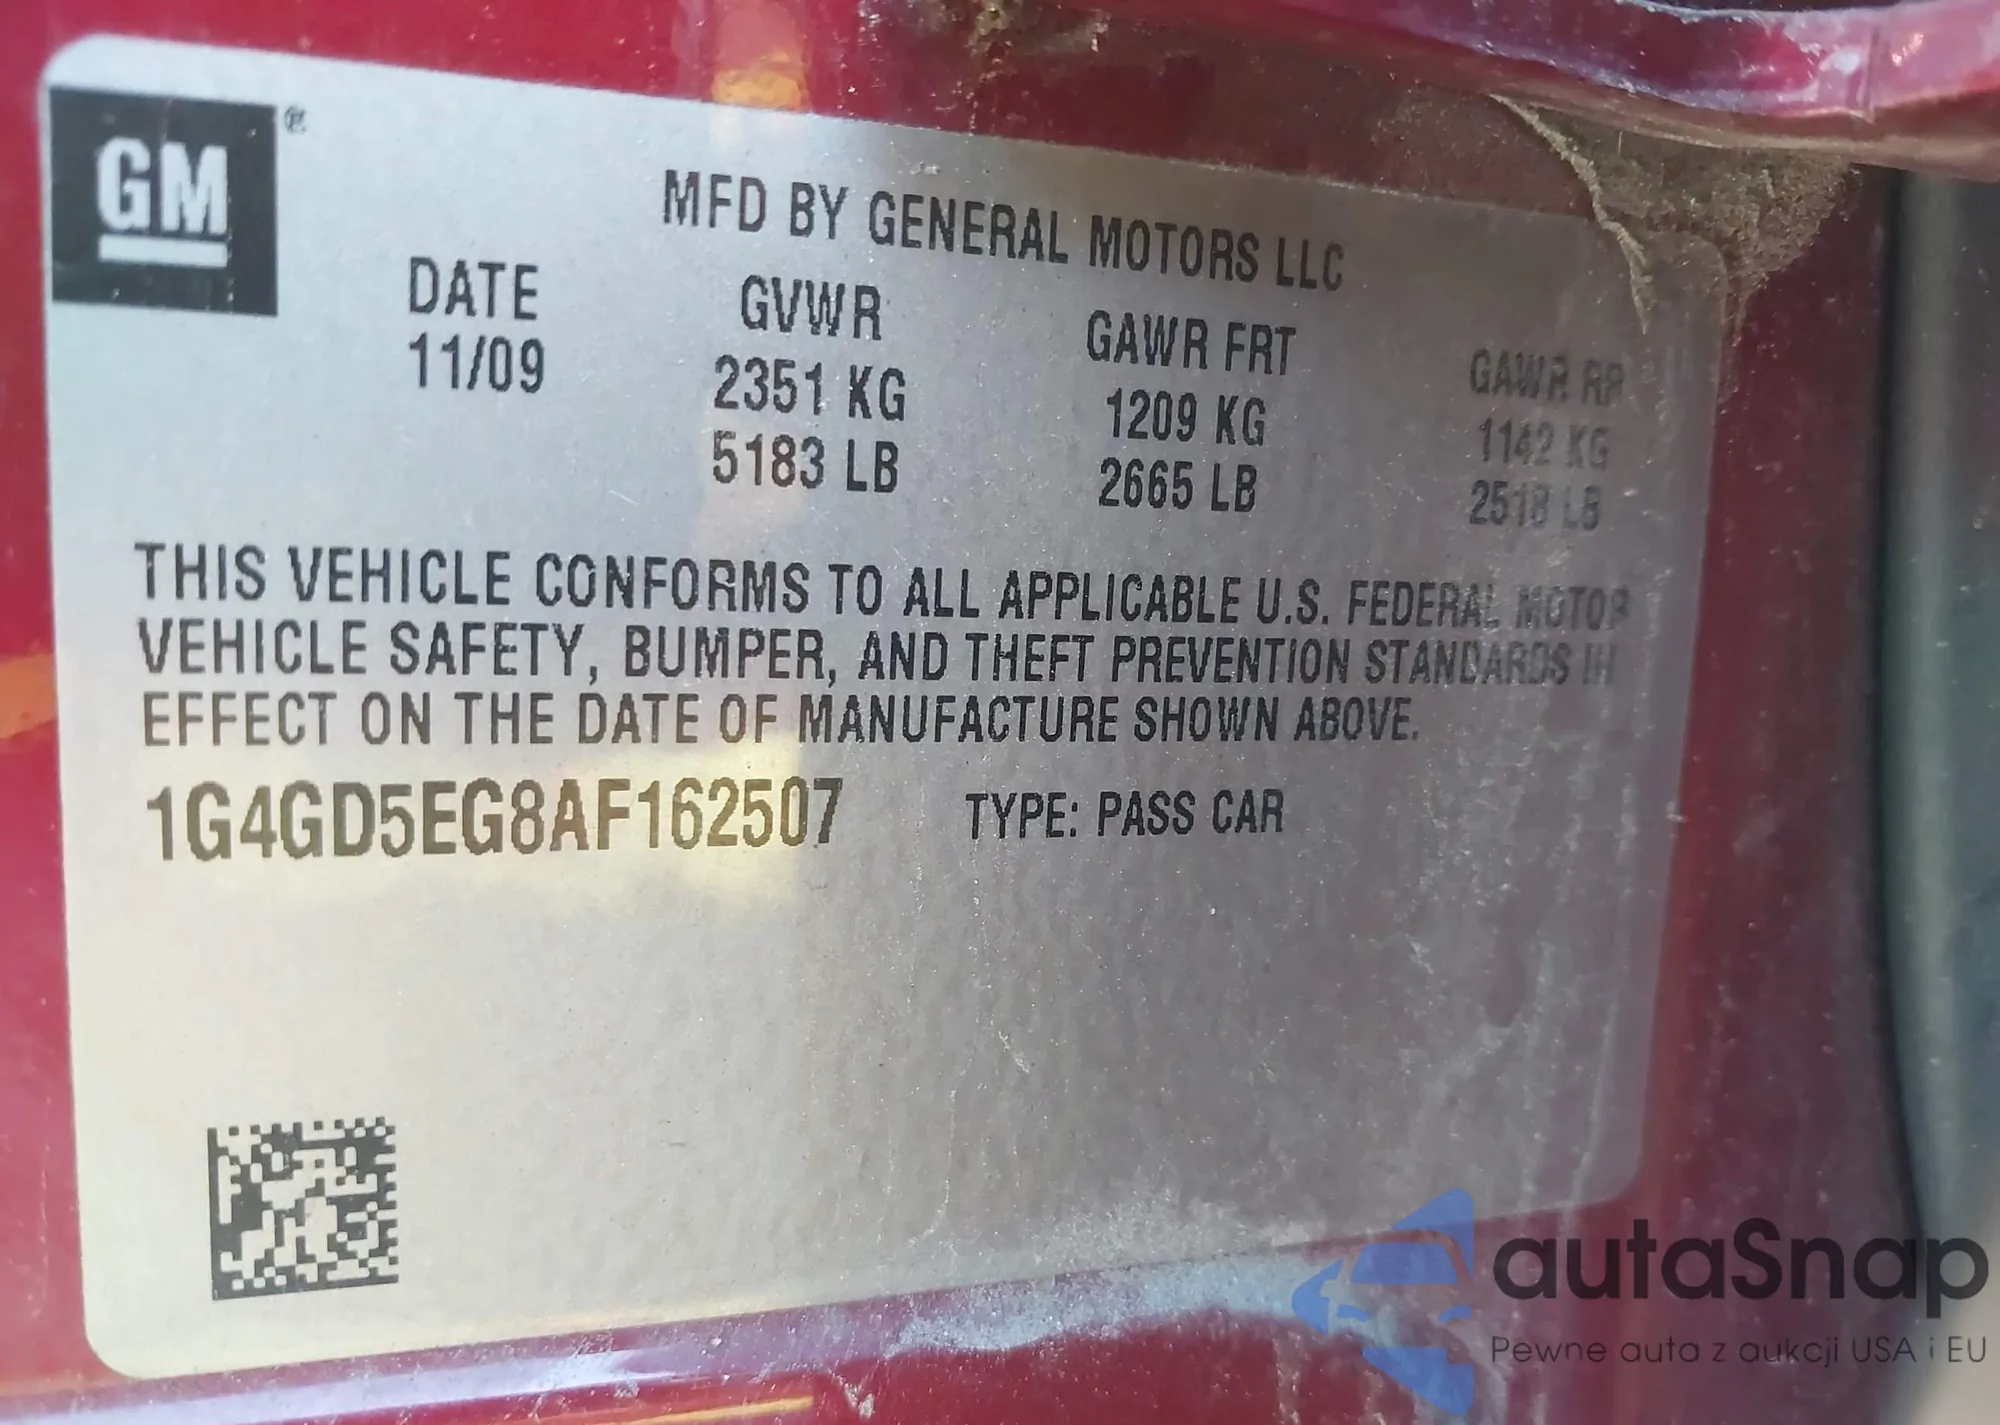 GM®
MFD BY GENERAL MOTORS LLC
DATE GVWR GAWR FRT GAWR RR
11/09 2351 KG 1209 KG 1142 KG
5183 LB 2665 LB 2518 LB
THIS VEHICLE CONFORMS TO ALL APPLICABLE U.S. FEDERAL MOTOR
VEHICLE SAFETY, BUMPER, AND THEFT PREVENTION STANDARDS IN
EFFECT ON THE DATE OF MANUFACTURE SHOWN ABOVE.
1G4GD5EG8AF162507 TYPE: PASS CAR
autaSnap
Pewne auta z aukcji USA i EU